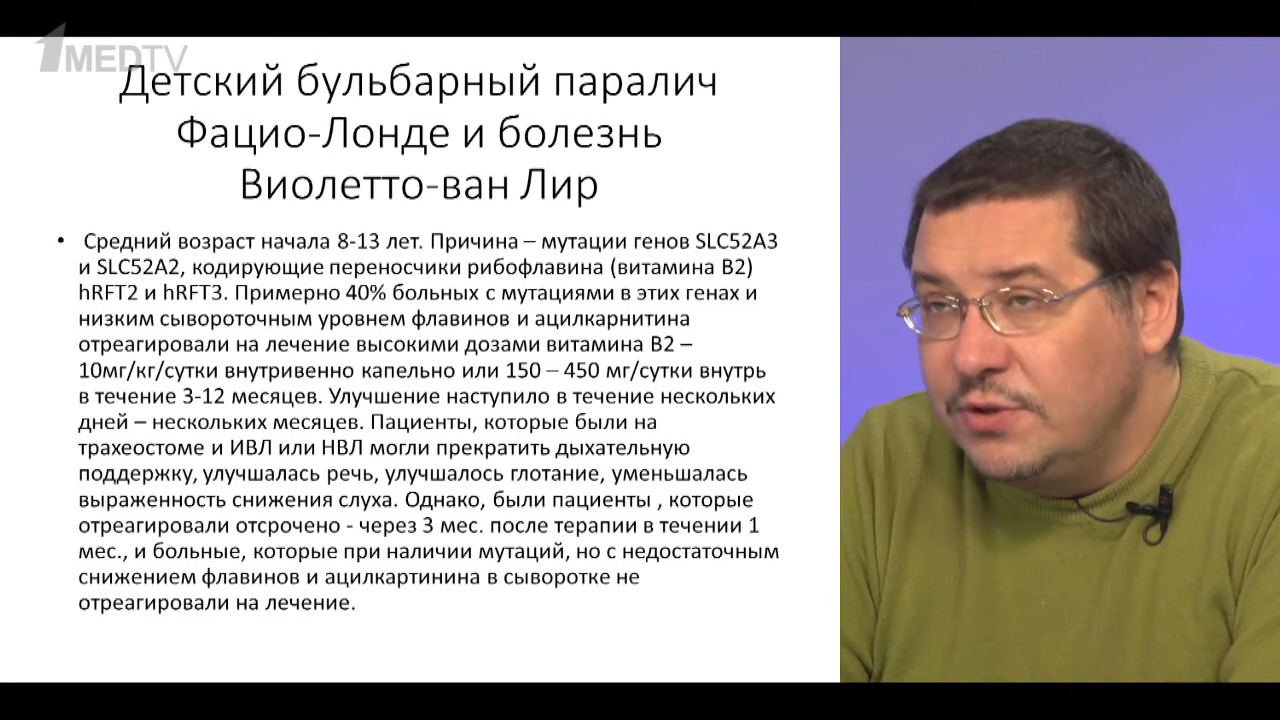 1MEDTV
Детский бульбарный паралич
Фацио-Лонде и болезнь
Виолетто-ван Лир
• Средний возраст начала 8-13 лет. Причина – мутации генов SLC52A3
и SLC52A2, кодирующие переносчики рибофлавина (витамина В2)
hRFT2 и hRFT3. Примерно 40% больных с мутациями в этих генах и
низким сывороточным уровнем флавинов и ацилкарнитина
отреагировали на лечение высокими дозами витамина В2 –
10мг/кг/сутки внутривенно капельно или 150 – 450 мг/сутки внутрь
в течение 3-12 месяцев. Улучшение наступило в течение нескольких
дней – нескольких месяцев. Пациенты, которые были на
трахеостоме и ИВЛ или НВЛ могли прекратить дыхательную
поддержку, улучшалась речь, улучшалось глотание, уменьшалась
выраженность снижения слуха. Однако, были пациенты , которые
отреагировали отсрочено - через 3 мес. после терапии в течении 1
мес., и больные, которые при наличии мутаций, но с недостаточным
снижением флавинов и ацилкартинина в сыворотке не
отреагировали на лечение.